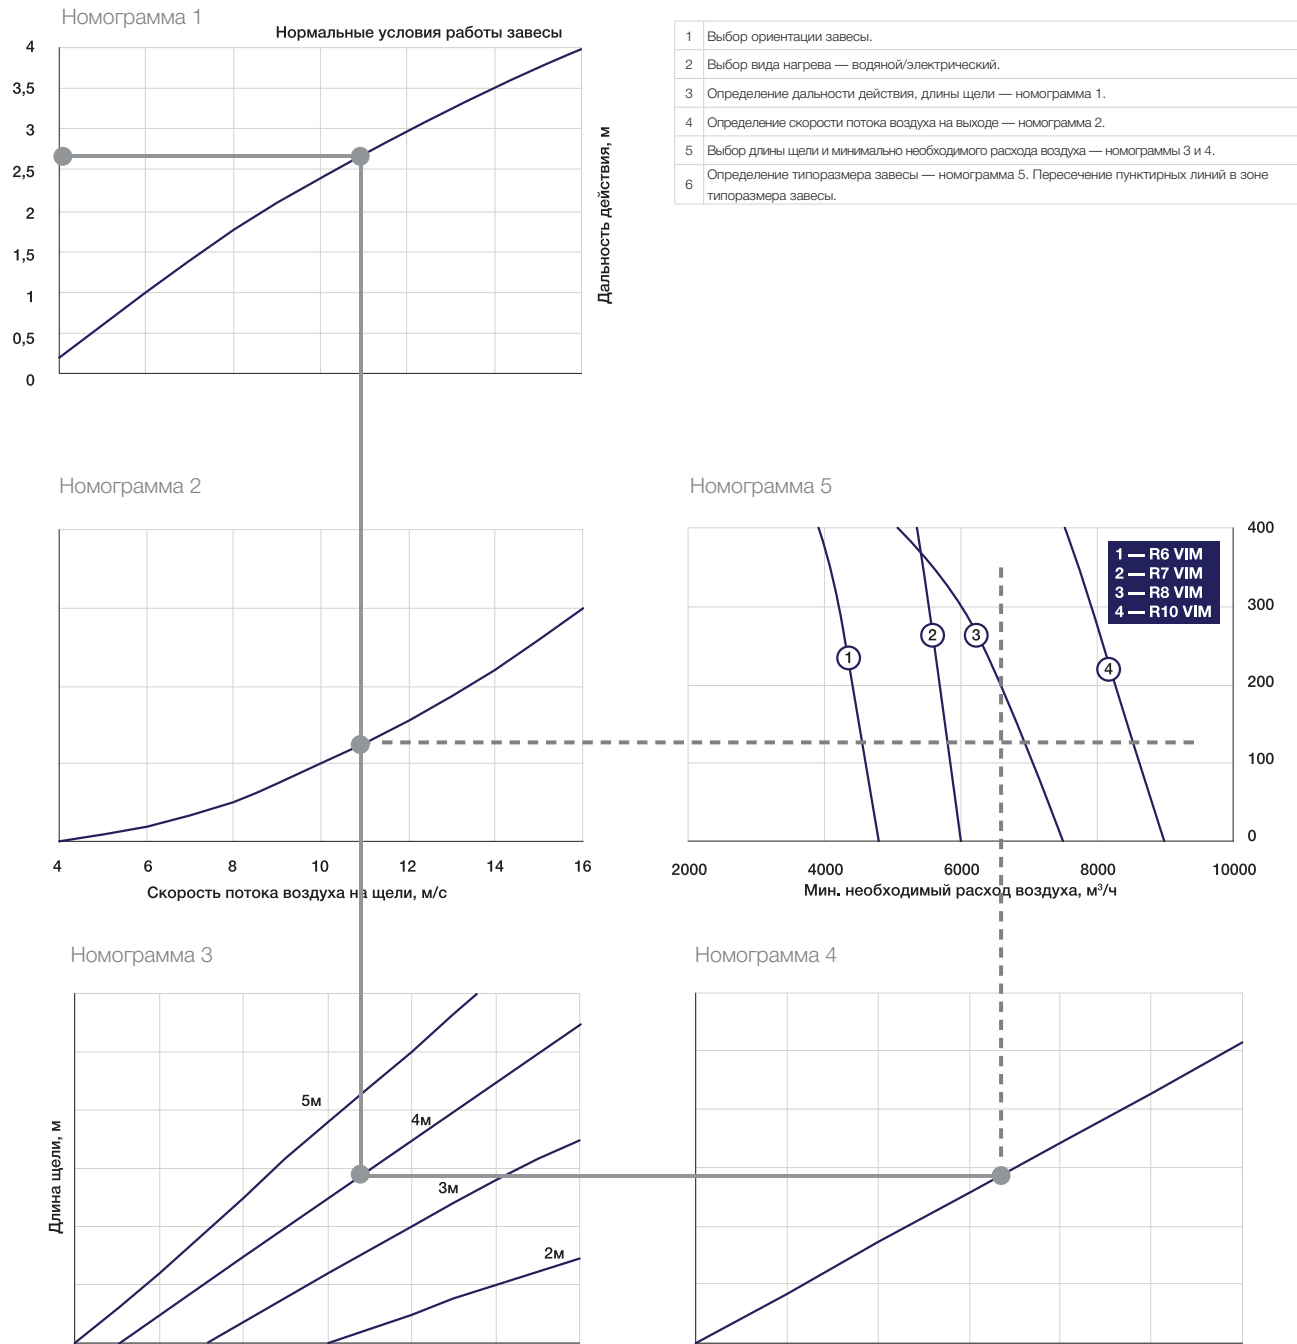 Номограмма 1
Нормальные условия работы завесы
4
3,5
3
2,5
2
1,5
1
0,5
0
Дальность действия, м
1 Выбор ориентации завесы.
2 Выбор вида нагрева — водяной/электрический.
3 Определение дальности действия, длины щели — номограмма 1.
4 Определение скорости потока воздуха на выходе — номограмма 2.
5 Выбор длины щели и минимально необходимого расхода воздуха — номограммы 3 и 4.
6 Определение типоразмера завесы — номограмма 5. Пересечение пунктирных линий в зоне
типоразмера завесы.
Номограмма 2
4 6 8 10 12 14 16
Скорость потока воздуха на щели, м/с
Номограмма 5
400
300
200
100
0
1 — R6 VIM
2 — R7 VIM
3 — R8 VIM
4 — R10 VIM
1
2
3
4
2000 4000 6000 8000 10000
Мин. необходимый расход воздуха, м³/ч
Номограмма 3
Длина щели, м
5м
4м
3м
2м
Номограмма 4